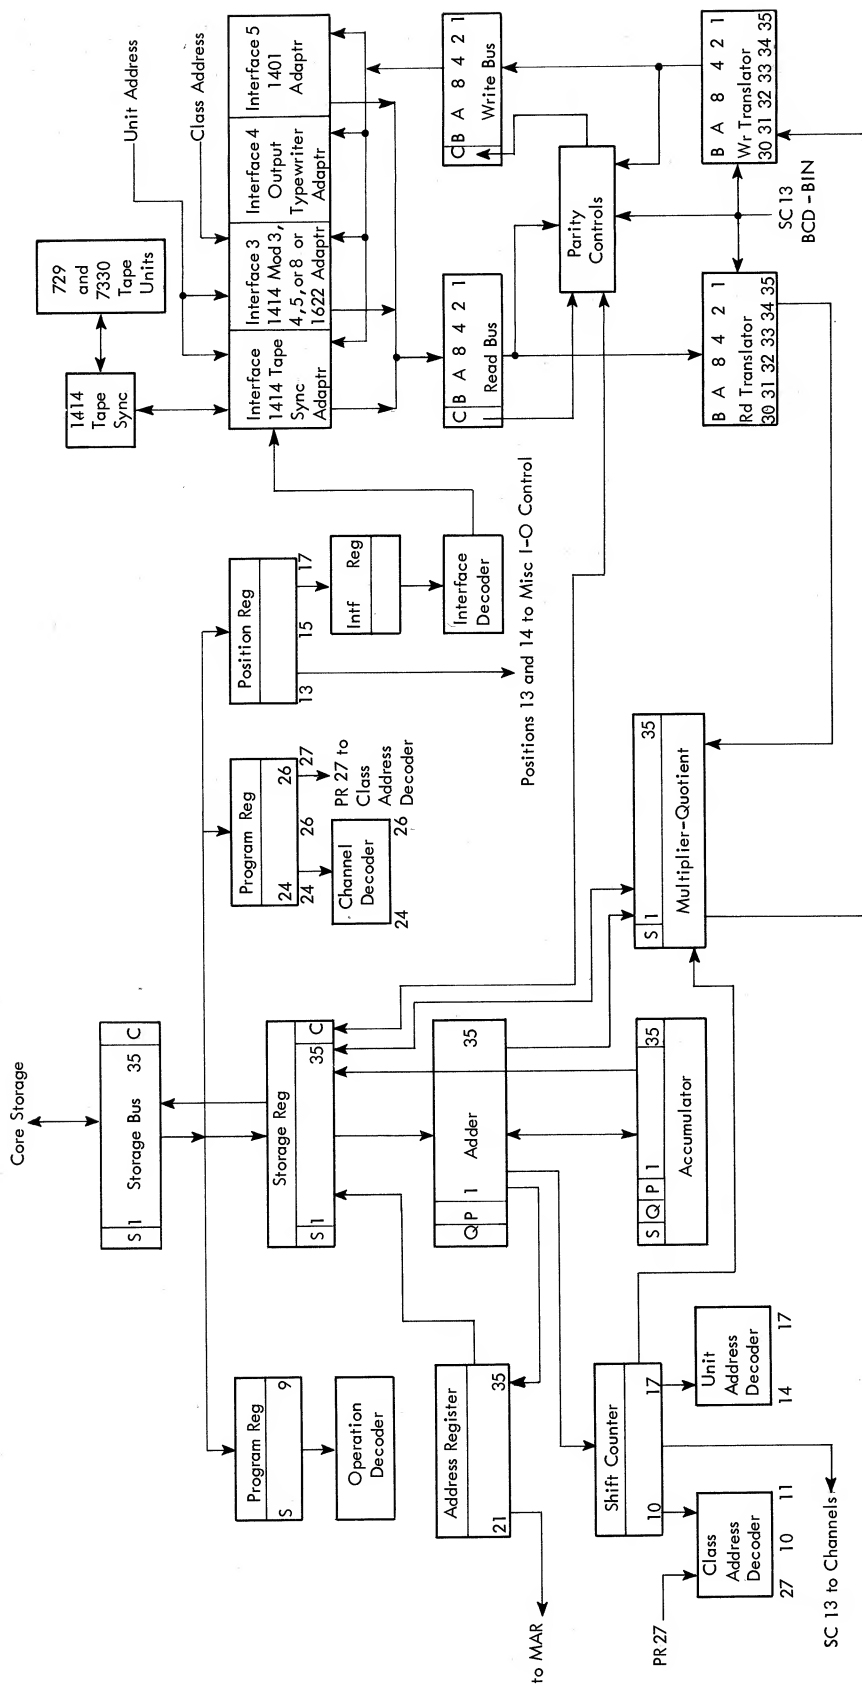 Core Storage
S 1 Storage Bus 35 C
Program Reg
S 9
Operation
Decoder
Storage Reg
S 1 35 C
Program Reg
24 26
24 26 27
Channel
Decoder
24 26
PR 27 to
Class
Address
Decoder
Position Reg
13 15 17
Intf Reg
Interface
Decoder
Positions 13 and 14 to Misc I-O Control
1414
Tape
Sync
729
and
7330 Tape
Units
Unit Address
Class Address
Interface
1414 Tape
Sync
Adaptr
Interface 3
1414 Mod 3,
4,5, or 8 or
1622 Adaptr
Interface 4
Output
Typewriter
Adaptr
Interface 5
1401
Adaptr
Address Register
21 35
to MAR
Q P 1 Adder 35
C B A 8 4 2 1
Read Bus
C B A 8 4 2 1
Write Bus
Parity
Controls
Shift Counter
10 17
PR 27
Class
Address
Decoder
27 10 11
Unit
Address
Decoder
14 17
SC 13 to Channels
S Q P 1 35
Accumulator
S 1 35
Multiplier-Quotient
B A 8 4 2 1
Rd Translator
30 31 32 33 34 35
SC 13
BCD-BIN
B A 8 4 2 1
Wr Translator
30 31 32 33 34 35